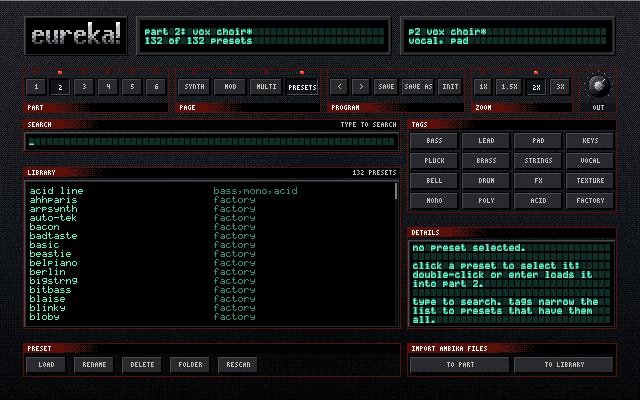 eureka!
part 2: vox choir*
132 of 132 presets
p2 vox choir*
vocal, pad
1 2 3 4 5 6
SYNTH MOD MULTI PRESETS
< > SAVE SAVE AS INIT
1X 1.5X 2X 3X
PART
PAGE
PROGRAM
ZOOM
OUT
SEARCH
TYPE TO SEARCH
TAGS
BASS LEAD PAD KEYS
PLUCK BRASS STRINGS VOCAL
BELL DRUM FX TEXTURE
MONO POLY ACID FACTORY
LIBRARY
132 PRESETS
acid line bass,mono,acid
ahhparis factory
arpsynth factory
auto-tek factory
bacon factory
badtaste factory
basic factory
beastie factory
belpiano factory
berlin factory
bigstrng factory
bitbass factory
blaise factory
blinky factory
bloby factory
DETAILS
no preset selected.
click a preset to select it;
double-click or enter loads it
into part 2.
type to search. tags narrow the
list to presets that have them
all.
PRESET
LOAD RENAME DELETE FOLDER RESCAN
IMPORT AMBIKA FILES
TO PART TO LIBRARY